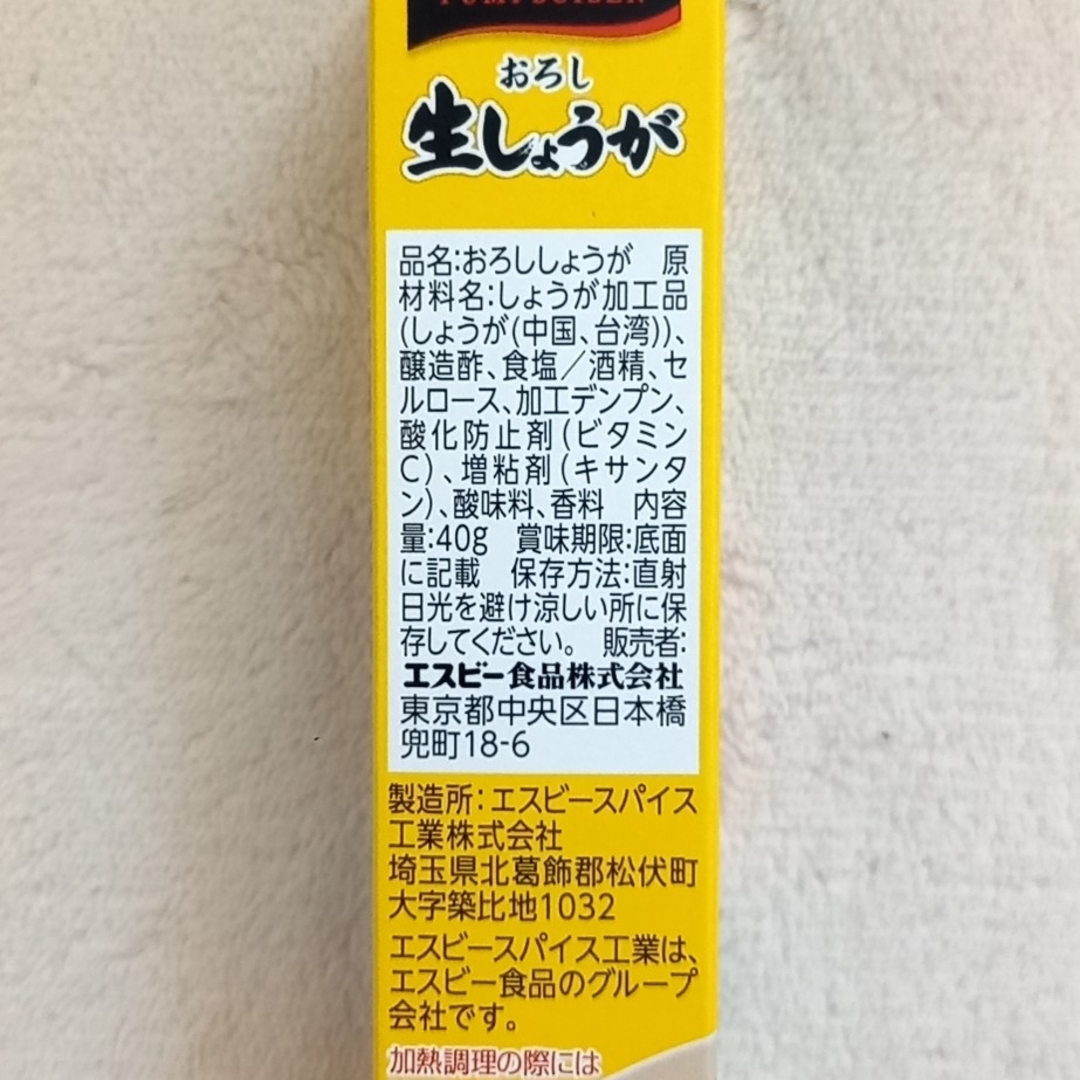 おろし
生しょうが
品名:おろししょうが　原
材料名:しょうが加工品
(しょうが(中国、台湾))、
醸造酢、食塩／酒精、セ
ルロース、加工デンプン、
酸化防止剤(ビタミン
C)、増粘剤(キサンタ
ン)、酸味料、香料　内容
量:40g　賞味期限:底面
に記載　保存方法:直射
日光を避け涼しい所に保
存してください。　販売者:
エスビー食品株式会社
東京都中央区日本橋
兜町18-6
製造所:エスビースパイス
工業株式会社
埼玉県北葛飾郡松伏町
大字築比地1032
エスビースパイス工業は、
エスビー食品のグループ
会社です。
加熱調理の際には